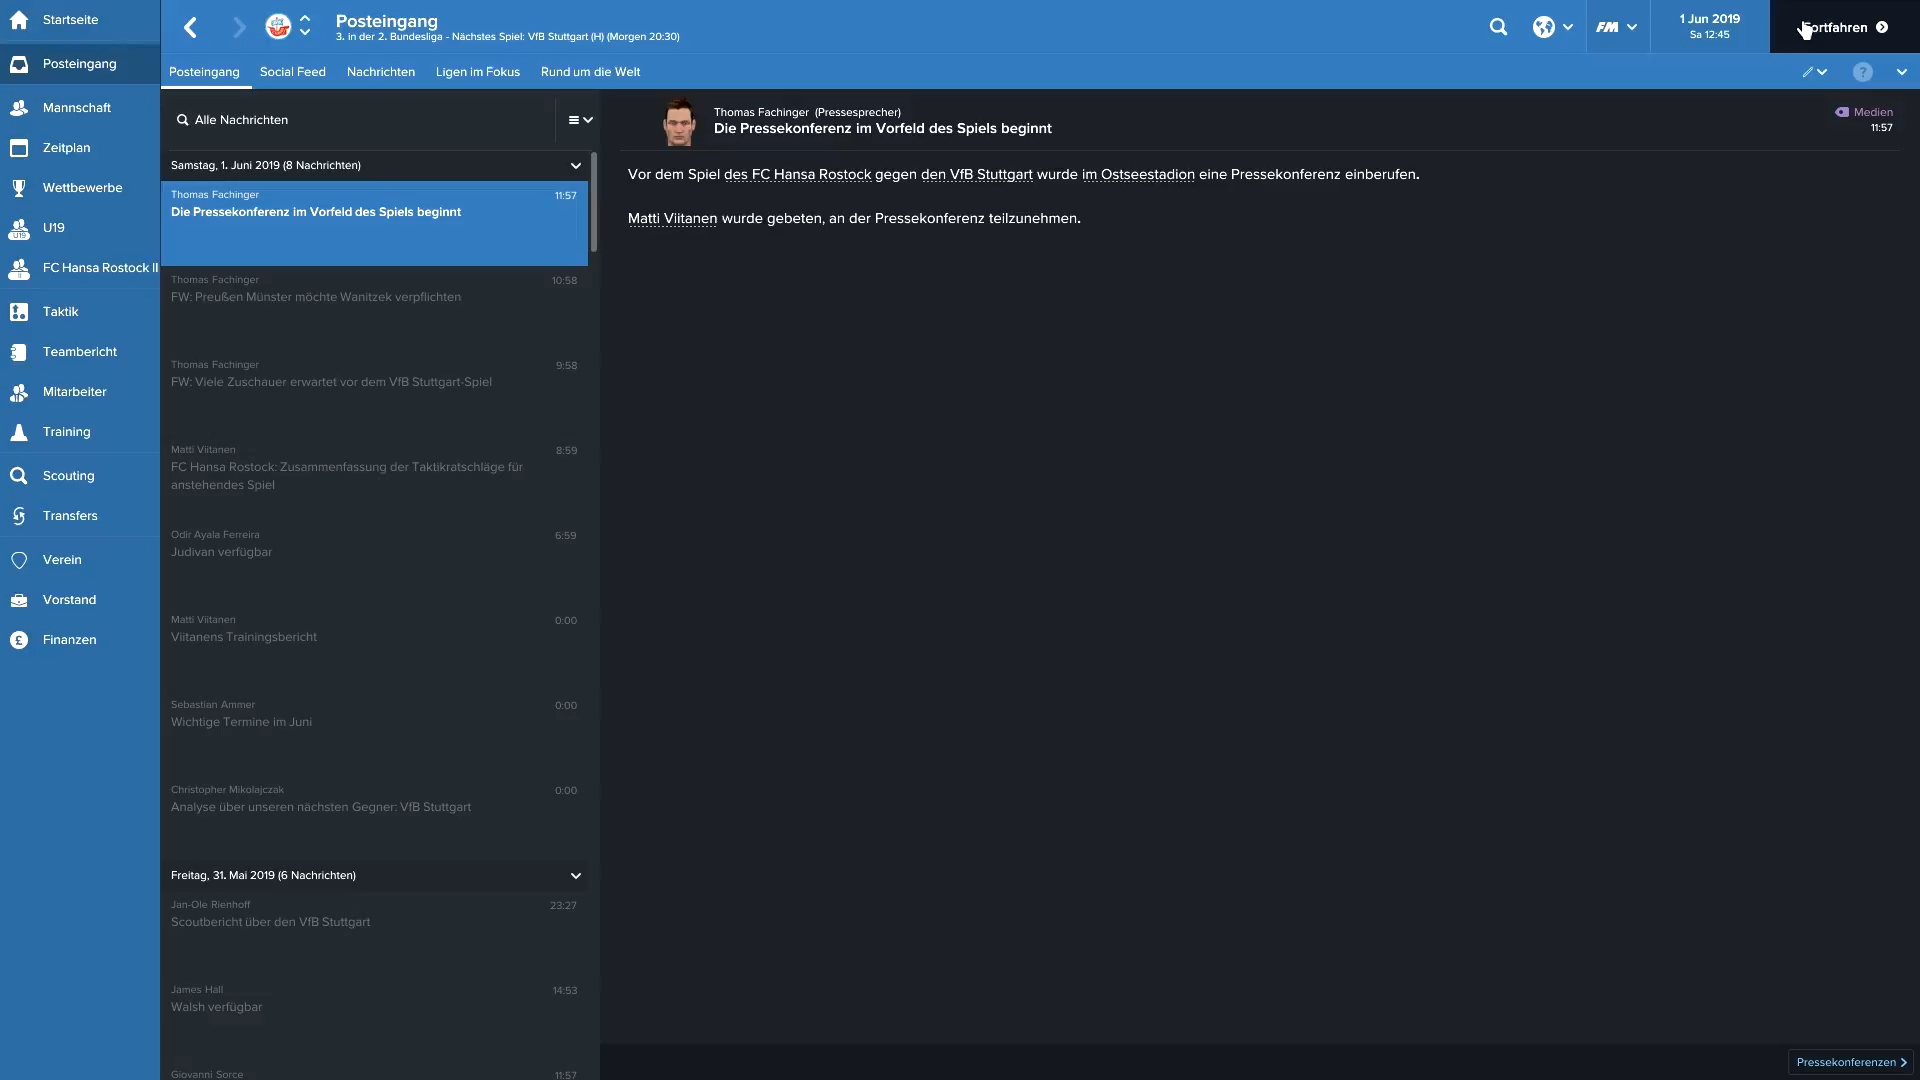 Startseite
Posteingang
Mannschaft
Zeitplan
Wettbewerbe
U19
FC Hansa Rostock II
Taktik
Teambericht
Mitarbeiter
Training
Scouting
Transfers
Verein
Vorstand
Finanzen
Posteingang
3. in der 2. Bundesliga - Nächstes Spiel: VfB Stuttgart (H) (Morgen 20:30)
FM
1 Jun 2019
Sa 12:45
ortfahren
Posteingang Social Feed Nachrichten Ligen im Fokus Rund um die Welt
?
Alle Nachrichten
Samstag, 1. Juni 2019 (8 Nachrichten)
Thomas Fachinger 11:57
Die Pressekonferenz im Vorfeld des Spiels beginnt
Thomas Fachinger 10:58
FW: Preußen Münster möchte Wanitzek verpflichten
Thomas Fachinger 9:58
FW: Viele Zuschauer erwartet vor dem VfB Stuttgart-Spiel
Matti Viitanen 8:59
FC Hansa Rostock: Zusammenfassung der Taktikratschläge für
anstehendes Spiel
Odir Ayala Ferreira 6:59
Judivan verfügbar
Matti Viitanen 0:00
Viitanens Trainingsbericht
Sebastian Ammer 0:00
Wichtige Termine im Juni
Christopher Mikolajczak 0:00
Analyse über unseren nächsten Gegner: VfB Stuttgart
Freitag, 31. Mai 2019 (6 Nachrichten)
Jan-Ole Rienhoff 23:27
Scoutbericht über den VfB Stuttgart
James Hall 14:53
Walsh verfügbar
Giovanni Sorce 11:57
Thomas Fachinger (Pressesprecher)
Die Pressekonferenz im Vorfeld des Spiels beginnt
Medien
11:57
Vor dem Spiel des FC Hansa Rostock gegen den VfB Stuttgart wurde im Ostseestadion eine Pressekonferenz einberufen.
Matti Viitanen wurde gebeten, an der Pressekonferenz teilzunehmen.
Pressekonferenzen